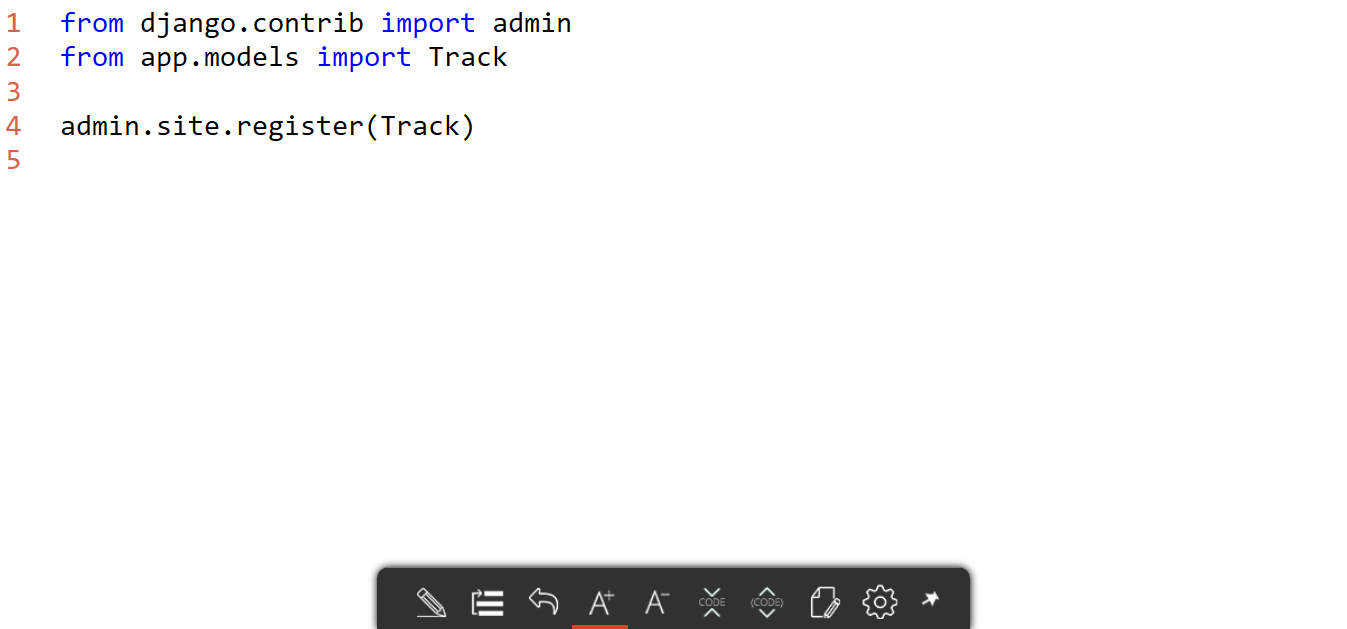 1 from django.contrib import admin
2 from app.models import Track
3
4 admin.site.register(Track)
5
A+ A- CODE (CODE)